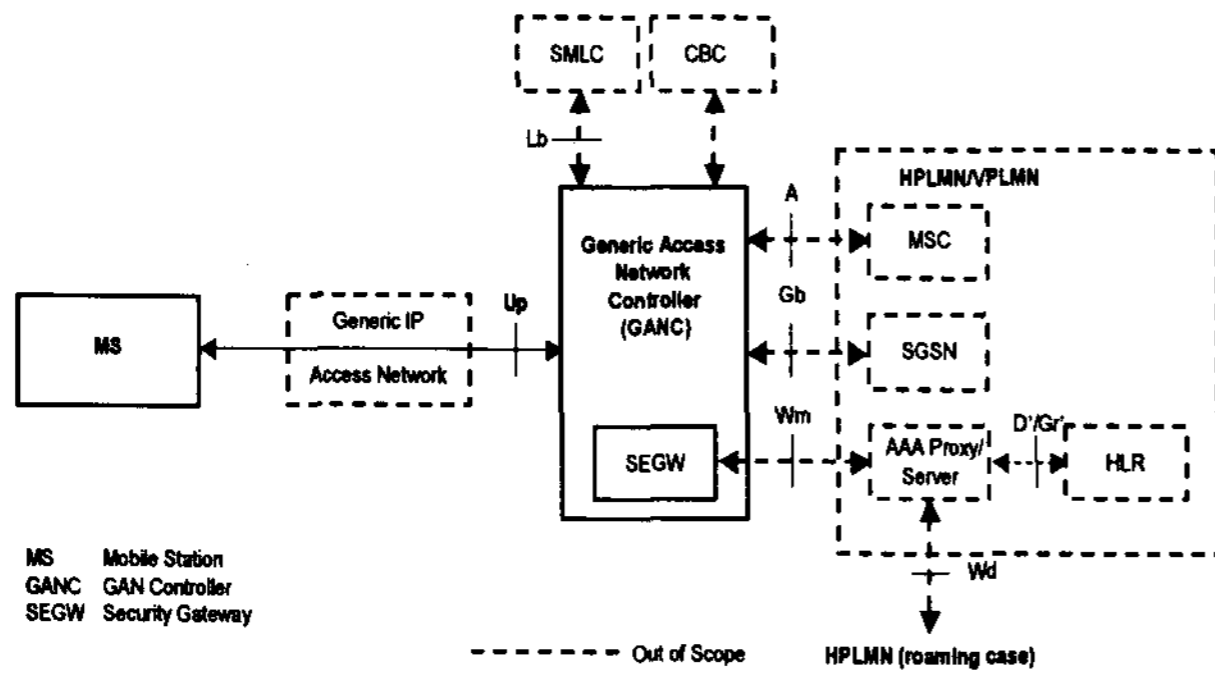 SMLC
CBC
Lb
HPLMN/VPLMN
A
MSC
Generic Access
Network
Controller
(GANC)
Gb
Up
Generic IP
MS
SGSN
Access Network
Wm
D'/Gr'
SEGW
AAA Proxy/
Server
HLR
MS Mobile Station
GANC GAN Controller
SEGW Security Gateway
Wd
Out of Scope
HPLMN (roaming case)